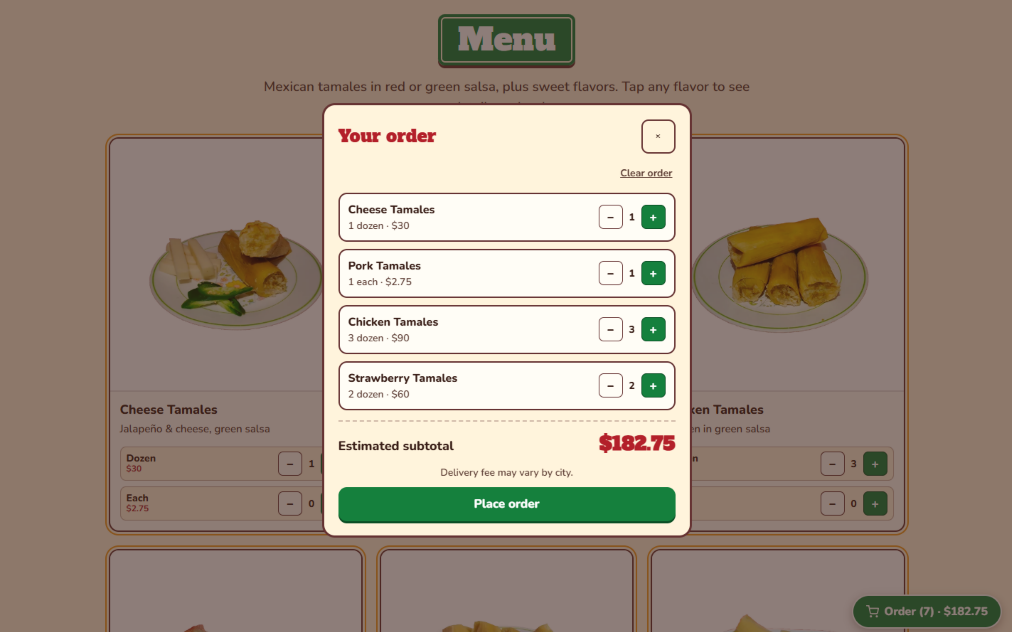 Menu
Mexican tamales in red or green salsa, plus sweet flavors. Tap any flavor to see
Your order
×
Clear order
Cheese Tamales
1 dozen · $30
− 1 +
Pork Tamales
1 each · $2.75
− 1 +
Chicken Tamales
3 dozen · $90
− 3 +
Strawberry Tamales
2 dozen · $60
− 2 +
Estimated subtotal
$182.75
Delivery fee may vary by city.
Place order
Cheese Tamales
Jalapeño & cheese, green salsa
Dozen
$30
− 1
Each
$2.75
− 0
ken Tamales
en in green salsa
n
− 3 +
− 0 +
Order (7) · $182.75